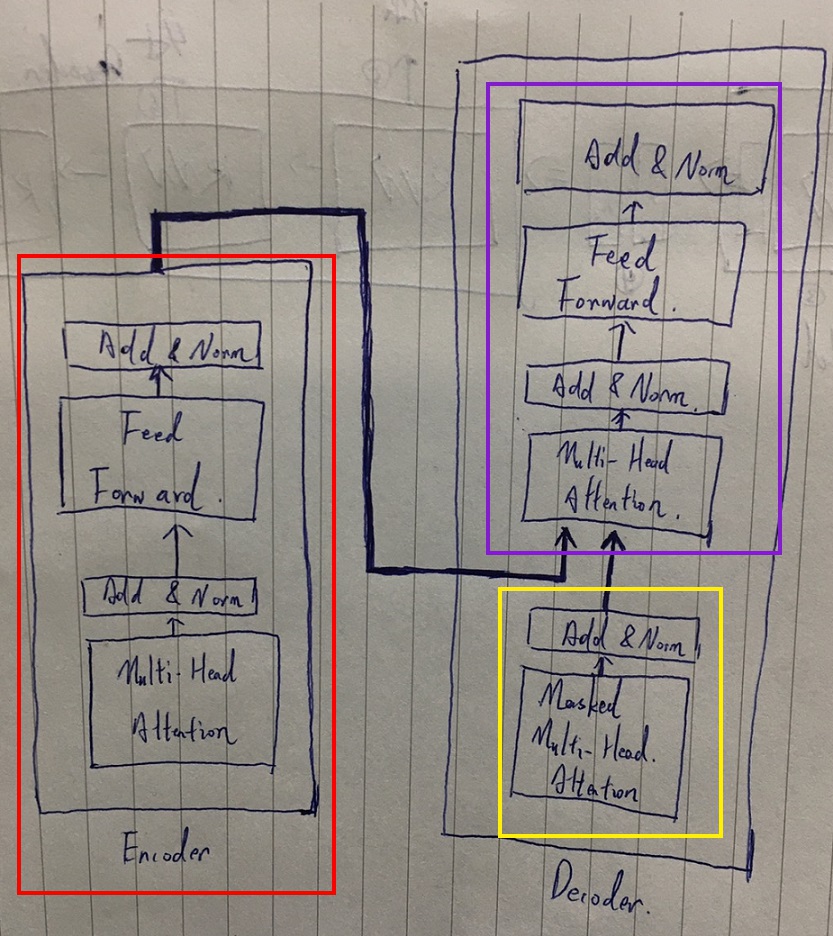 Add & Norm
Feed
Forward.
Add & Norm
Multi-Head
Attention
Encoder
Add & Norm
Feed
Forward.
Add & Norm.
Multi-Head
Attention.
Add & Norm
Masked
Multi-Head.
Attention
Decoder.